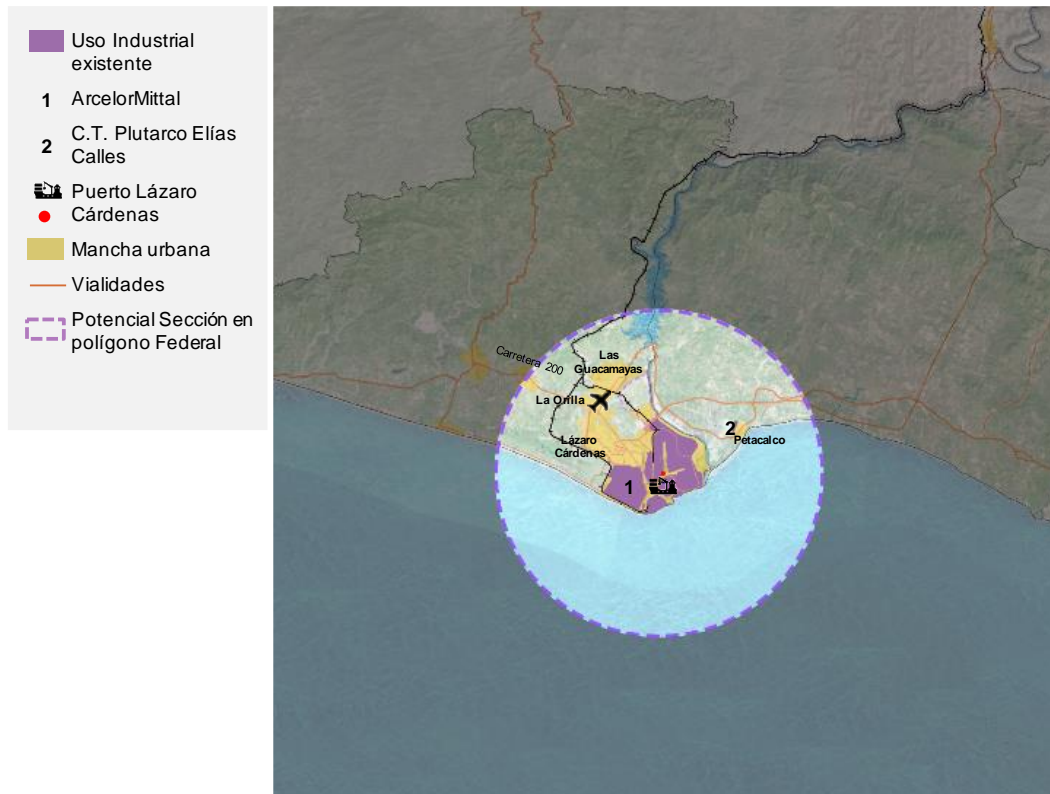 Uso Industrial
existente
1
ArcelorMittal
2
C.T. Plutarco Elías
Calles
Puerto Lázaro
Cárdenas
Mancha urbana
Vialidades
Potencial Sección en
polígono Federal
Carretera 200
Las
Guacamayas
La Orilla
Lázaro
Cárdenas
2
Petacalco
1